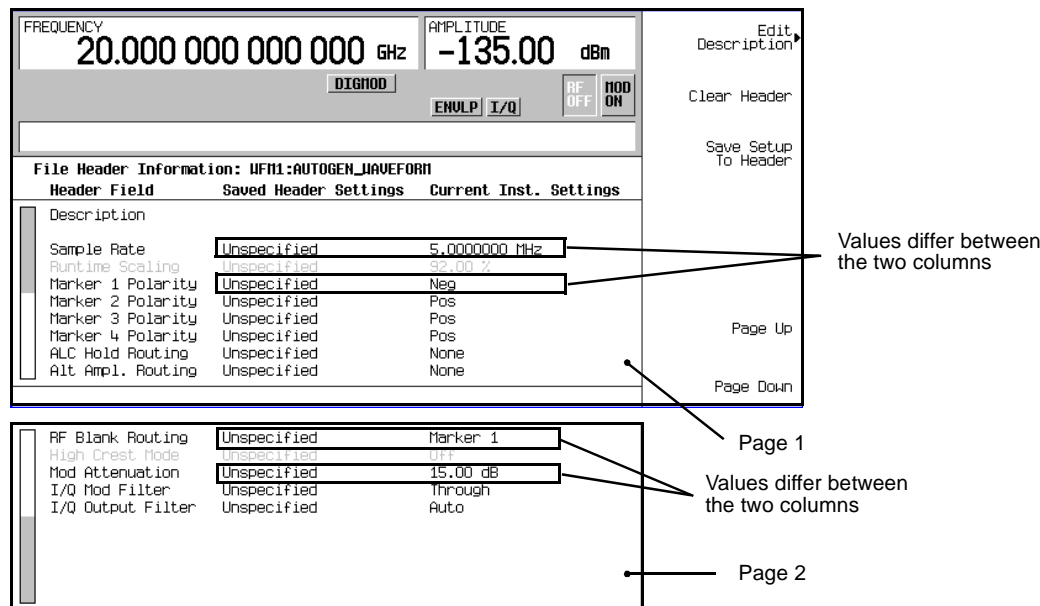 FREQUENCY
20.000 000 000 000 GHz
AMPLITUDE
-135.00 dBm
DIGMOD
ENVLP I/Q
RF OFF
MOD ON
Edit Description
Clear Header
Save Setup To Header
Page Up
Page Down
File Header Information: WFM1:AUTOGEN_WAVEFORM
Header Field Saved Header Settings Current Inst. Settings
Description
Sample Rate Unspecified 5.0000000 MHz
Runtime Scaling Unspecified 92.00 %
Marker 1 Polarity Unspecified Neg
Marker 2 Polarity Unspecified Pos
Marker 3 Polarity Unspecified Pos
Marker 4 Polarity Unspecified Pos
ALC Hold Routing Unspecified None
Alt Ampl. Routing Unspecified None
Values differ between
the two columns
Page 1
RF Blank Routing Unspecified Marker 1
High Crest Mode Unspecified Off
Mod Attenuation Unspecified 15.00 dB
I/Q Mod Filter Unspecified Through
I/Q Output Filter Unspecified Auto
Values differ between
the two columns
Page 2